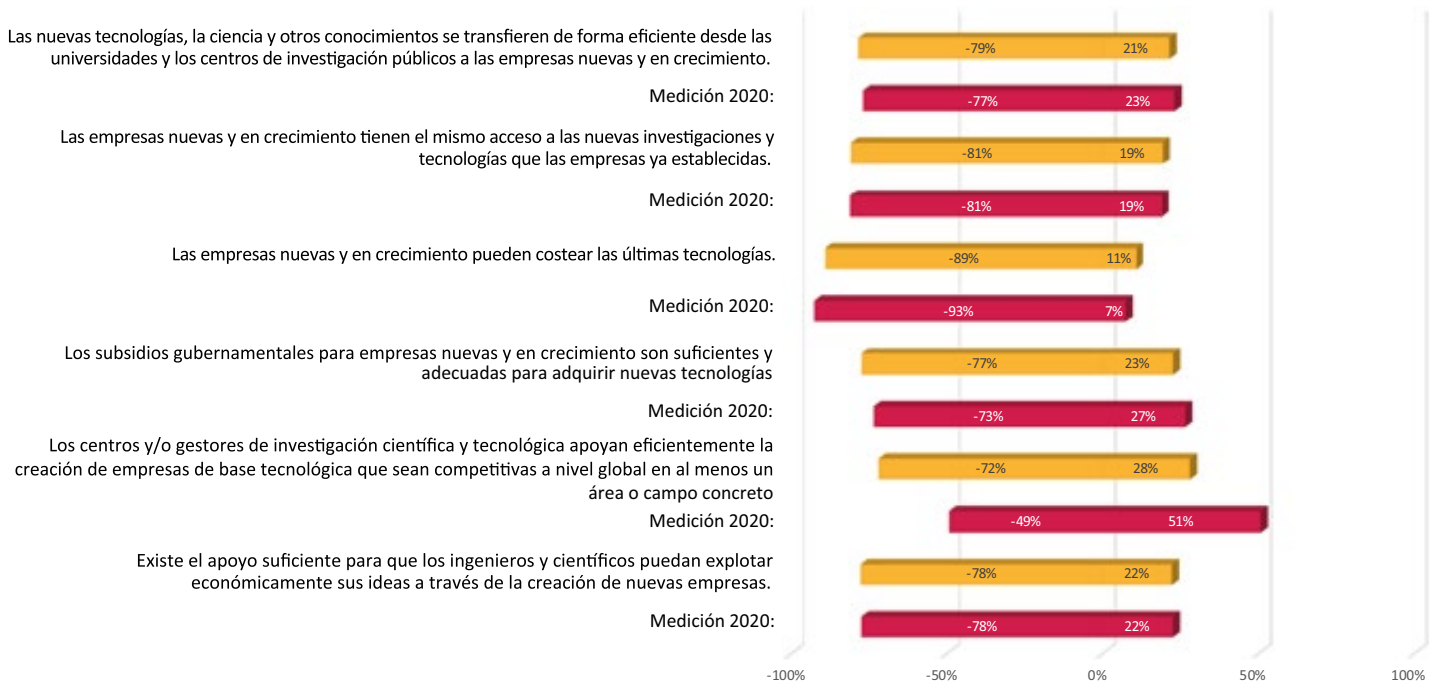 Las nuevas tecnologías, la ciencia y otros conocimientos se transfieren de forma eficiente desde las
universidades y los centros de investigación públicos a las empresas nuevas y en crecimiento.
-79% 21%
Medición 2020:
-77% 23%
Las empresas nuevas y en crecimiento tienen el mismo acceso a las nuevas investigaciones y
tecnologías que las empresas ya establecidas.
-81% 19%
Medición 2020:
-81% 19%
Las empresas nuevas y en crecimiento pueden costear las últimas tecnologías.
-89% 11%
Medición 2020:
-93% 7%
Los subsidios gubernamentales para empresas nuevas y en crecimiento son suficientes y
adecuadas para adquirir nuevas tecnologías
-77% 23%
Medición 2020:
-73% 27%
Los centros y/o gestores de investigación científica y tecnológica apoyan eficientemente la
creación de empresas de base tecnológica que sean competitivas a nivel global en al menos un
área o campo concreto
-72% 28%
Medición 2020:
-49% 51%
Existe el apoyo suficiente para que los ingenieros y científicos puedan explotar
económicamente sus ideas a través de la creación de nuevas empresas.
-78% 22%
Medición 2020:
-78% 22%
-100% -50% 0% 50% 100%